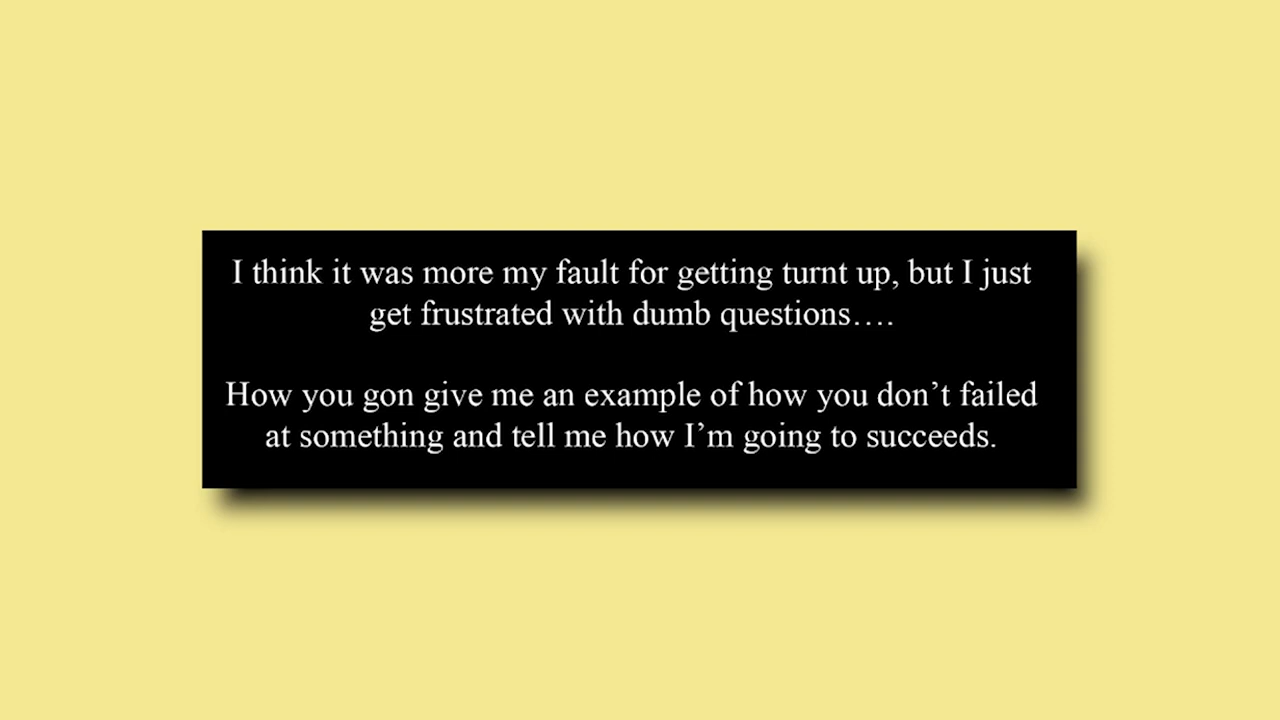 I think it was more my fault for getting turnt up, but I just
get frustrated with dumb questions….
How you gon give me an example of how you don’t failed
at something and tell me how I’m going to succeeds.